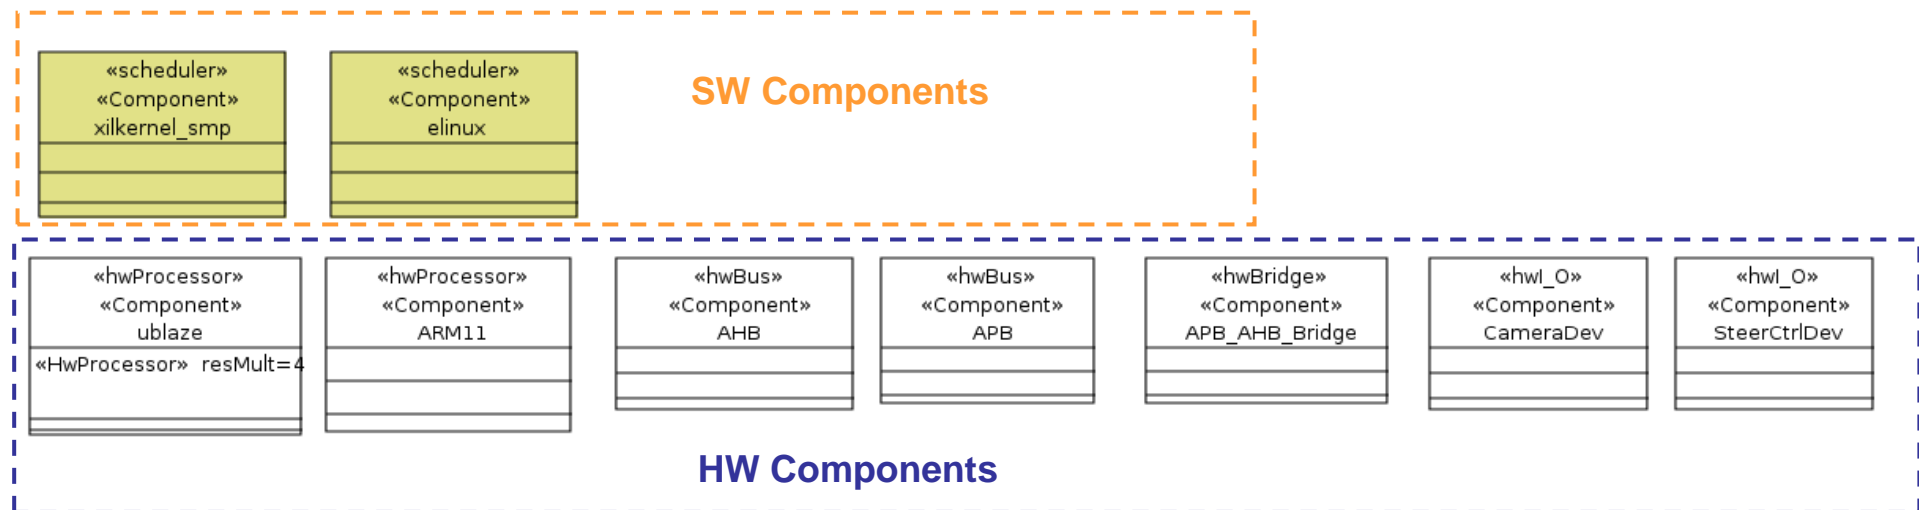 «scheduler»
«Component»
xilkernel_smp
«scheduler»
«Component»
elinux
SW Components
«hwProcessor»
«Component»
ublaze
«HwProcessor» resMult=4
«hwProcessor»
«Component»
ARM11
«hwBus»
«Component»
AHB
«hwBus»
«Component»
APB
«hwBridge»
«Component»
APB_AHB_Bridge
«hwI_O»
«Component»
CameraDev
«hwI_O»
«Component»
SteerCtrlDev
HW Components